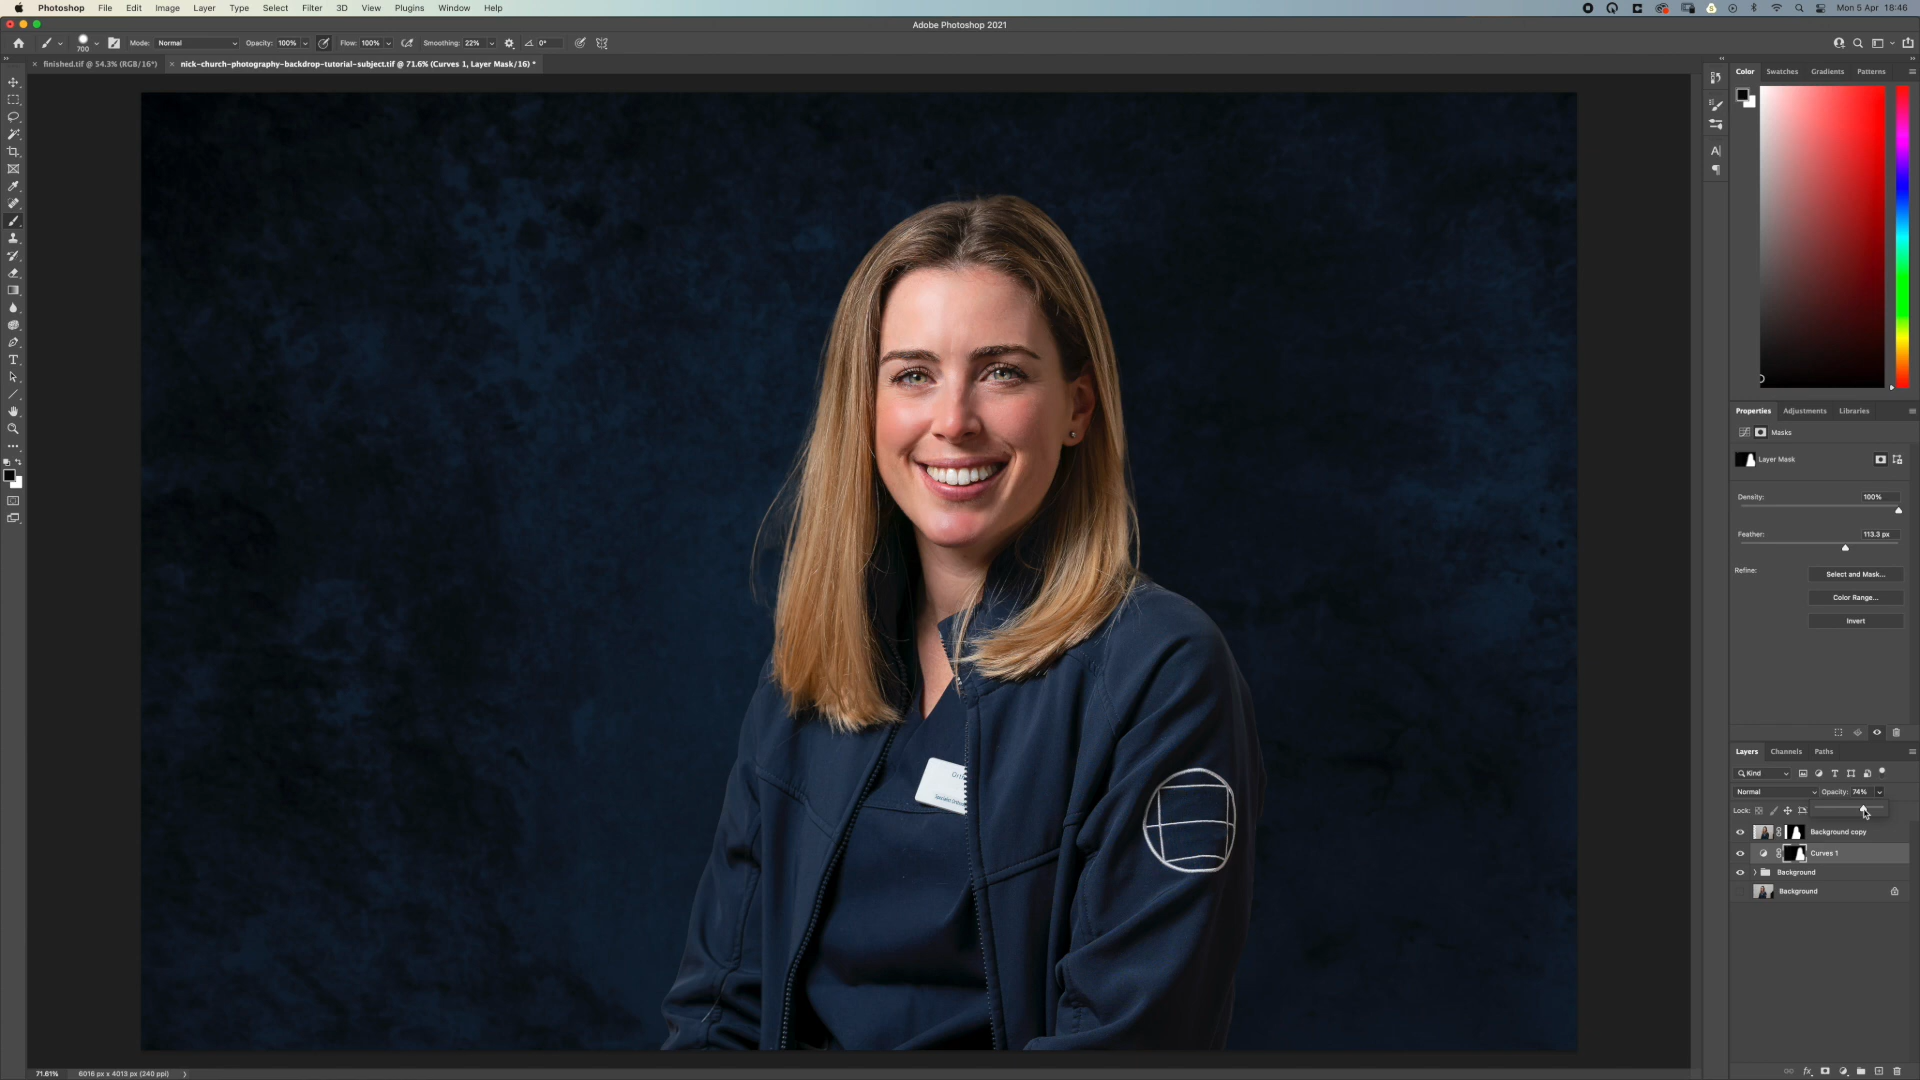 Photoshop File Edit Image Layer Type Select Filter 3D View Plugins Window Help Mon 5 Apr 18:46
Adobe Photoshop 2021
700 Mode: Normal Opacity: 100% Flow: 100% Smoothing: 22% 0°
finished.tif @ 54.3% (RGB/16*) nick-church-photography-backdrop-tutorial-subject.tif @ 71.6% (Curves 1, Layer Mask/16) *
Color Swatches Gradients Patterns
Properties Adjustments Libraries
Masks
Layer Mask
Density: 100%
Feather: 113.3 px
Refine:
Select and Mask...
Color Range...
Invert
Layers Channels Paths
Kind
Normal Opacity: 74%
Lock:
Background copy
Curves 1
Background
Background
71.61% 6016 px x 4013 px (240 ppi)